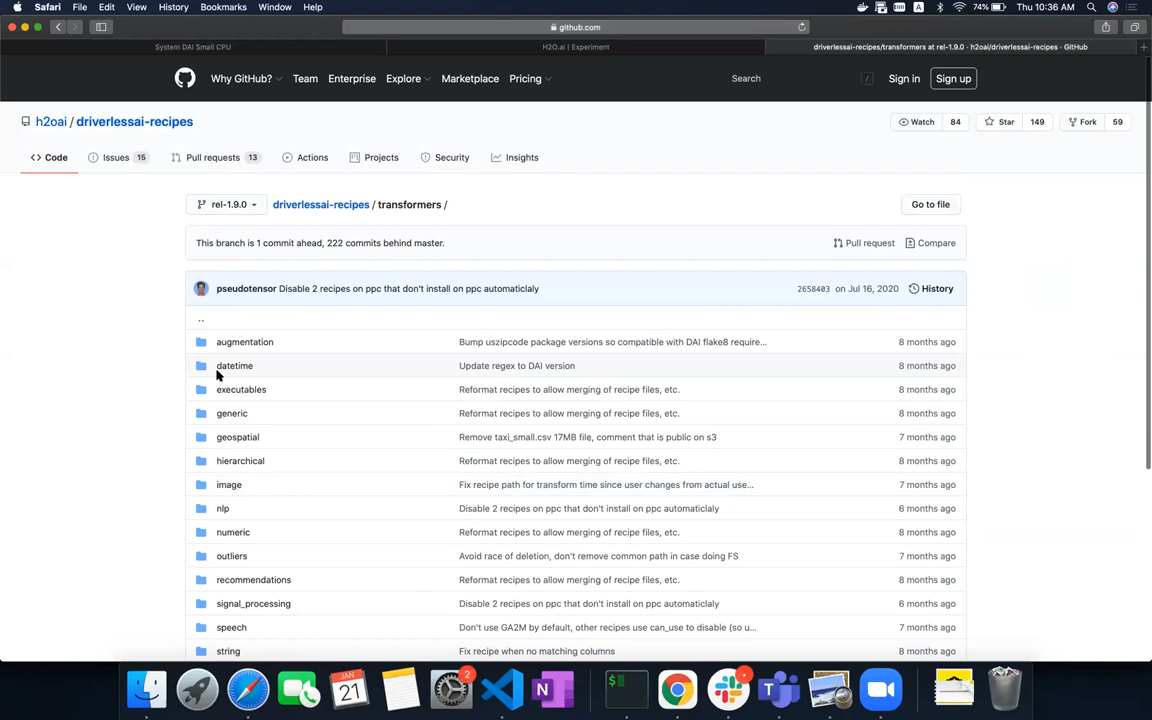 Safari File Edit View History Bookmarks Window Help
A 74% Thu 10:36 AM
github.com
System DAI Small CPU
H2O.ai | Experiment
driverlessai-recipes/transformers at rel-1.9.0 · h2oai/driverlessai-recipes · GitHub
Why GitHub? Team Enterprise Explore Marketplace Pricing Search / Sign in Sign up
h2oai / driverlessai-recipes Watch 84 Star 149 Fork 59
<> Code Issues 15 Pull requests 13 Actions Projects Security Insights
rel-1.9.0 driverlessai-recipes / transformers / Go to file
This branch is 1 commit ahead, 222 commits behind master. Pull request Compare
pseudotensor Disable 2 recipes on ppc that don't install on ppc automaticlaly 2658403 on Jul 16, 2020 History
..
augmentation Bump uszipcode package versions so compatible with DAI flake8 require... 8 months ago
datetime Update regex to DAI version 8 months ago
executables Reformat recipes to allow merging of recipe files, etc. 8 months ago
generic Reformat recipes to allow merging of recipe files, etc. 8 months ago
geospatial Remove taxi_small.csv 17MB file, comment that is public on s3 7 months ago
hierarchical Reformat recipes to allow merging of recipe files, etc. 8 months ago
image Fix recipe path for transform time since user changes from actual use... 7 months ago
nlp Disable 2 recipes on ppc that don't install on ppc automaticlaly 6 months ago
numeric Reformat recipes to allow merging of recipe files, etc. 8 months ago
outliers Avoid race of deletion, don't remove common path in case doing FS 7 months ago
recommendations Reformat recipes to allow merging of recipe files, etc. 8 months ago
signal_processing Disable 2 recipes on ppc that don't install on ppc automaticlaly 6 months ago
speech Don't use GA2M by default, other recipes use can_use to disable (so u... 7 months ago
string Fix recipe when no matching columns 8 months ago
JAN
21
2
$
N
T